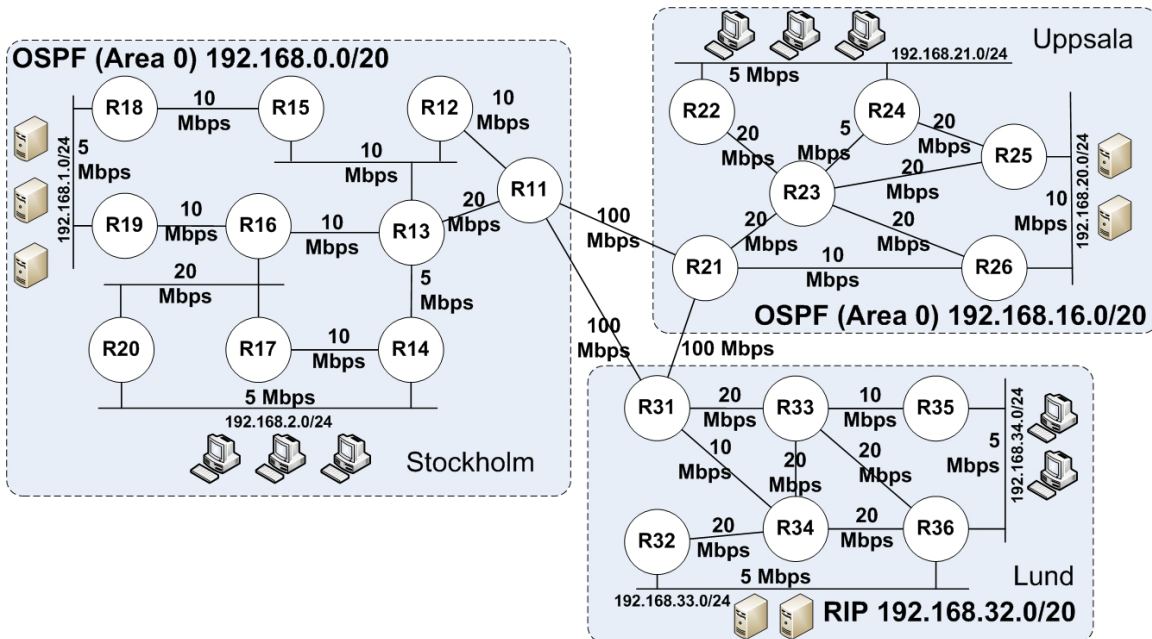 OSPF (Area 0) 192.168.0.0/20
R18
10
Mbps
R15
R12
10
Mbps
5
Mbps
192.168.1.0/24
10
Mbps
R11
R19
10
Mbps
R16
10
Mbps
R13
20
Mbps
20
Mbps
5
Mbps
R20
R17
10
Mbps
R14
5 Mbps
192.168.2.0/24
Stockholm
100
Mbps
100
Mbps
100 Mbps
Uppsala
192.168.21.0/24
5 Mbps
R22
R24
20
Mbps
5
Mbps
20
Mbps
R25
192.168.20.0/24
R23
20
Mbps
10
Mbps
20
Mbps
20
Mbps
R21
10
Mbps
R26
OSPF (Area 0) 192.168.16.0/20
R31
20
Mbps
R33
10
Mbps
R35
192.168.34.0/24
5
Mbps
10
Mbps
20
Mbps
20
Mbps
R32
20
Mbps
R34
20
Mbps
R36
5 Mbps
192.168.33.0/24
Lund
RIP 192.168.32.0/20